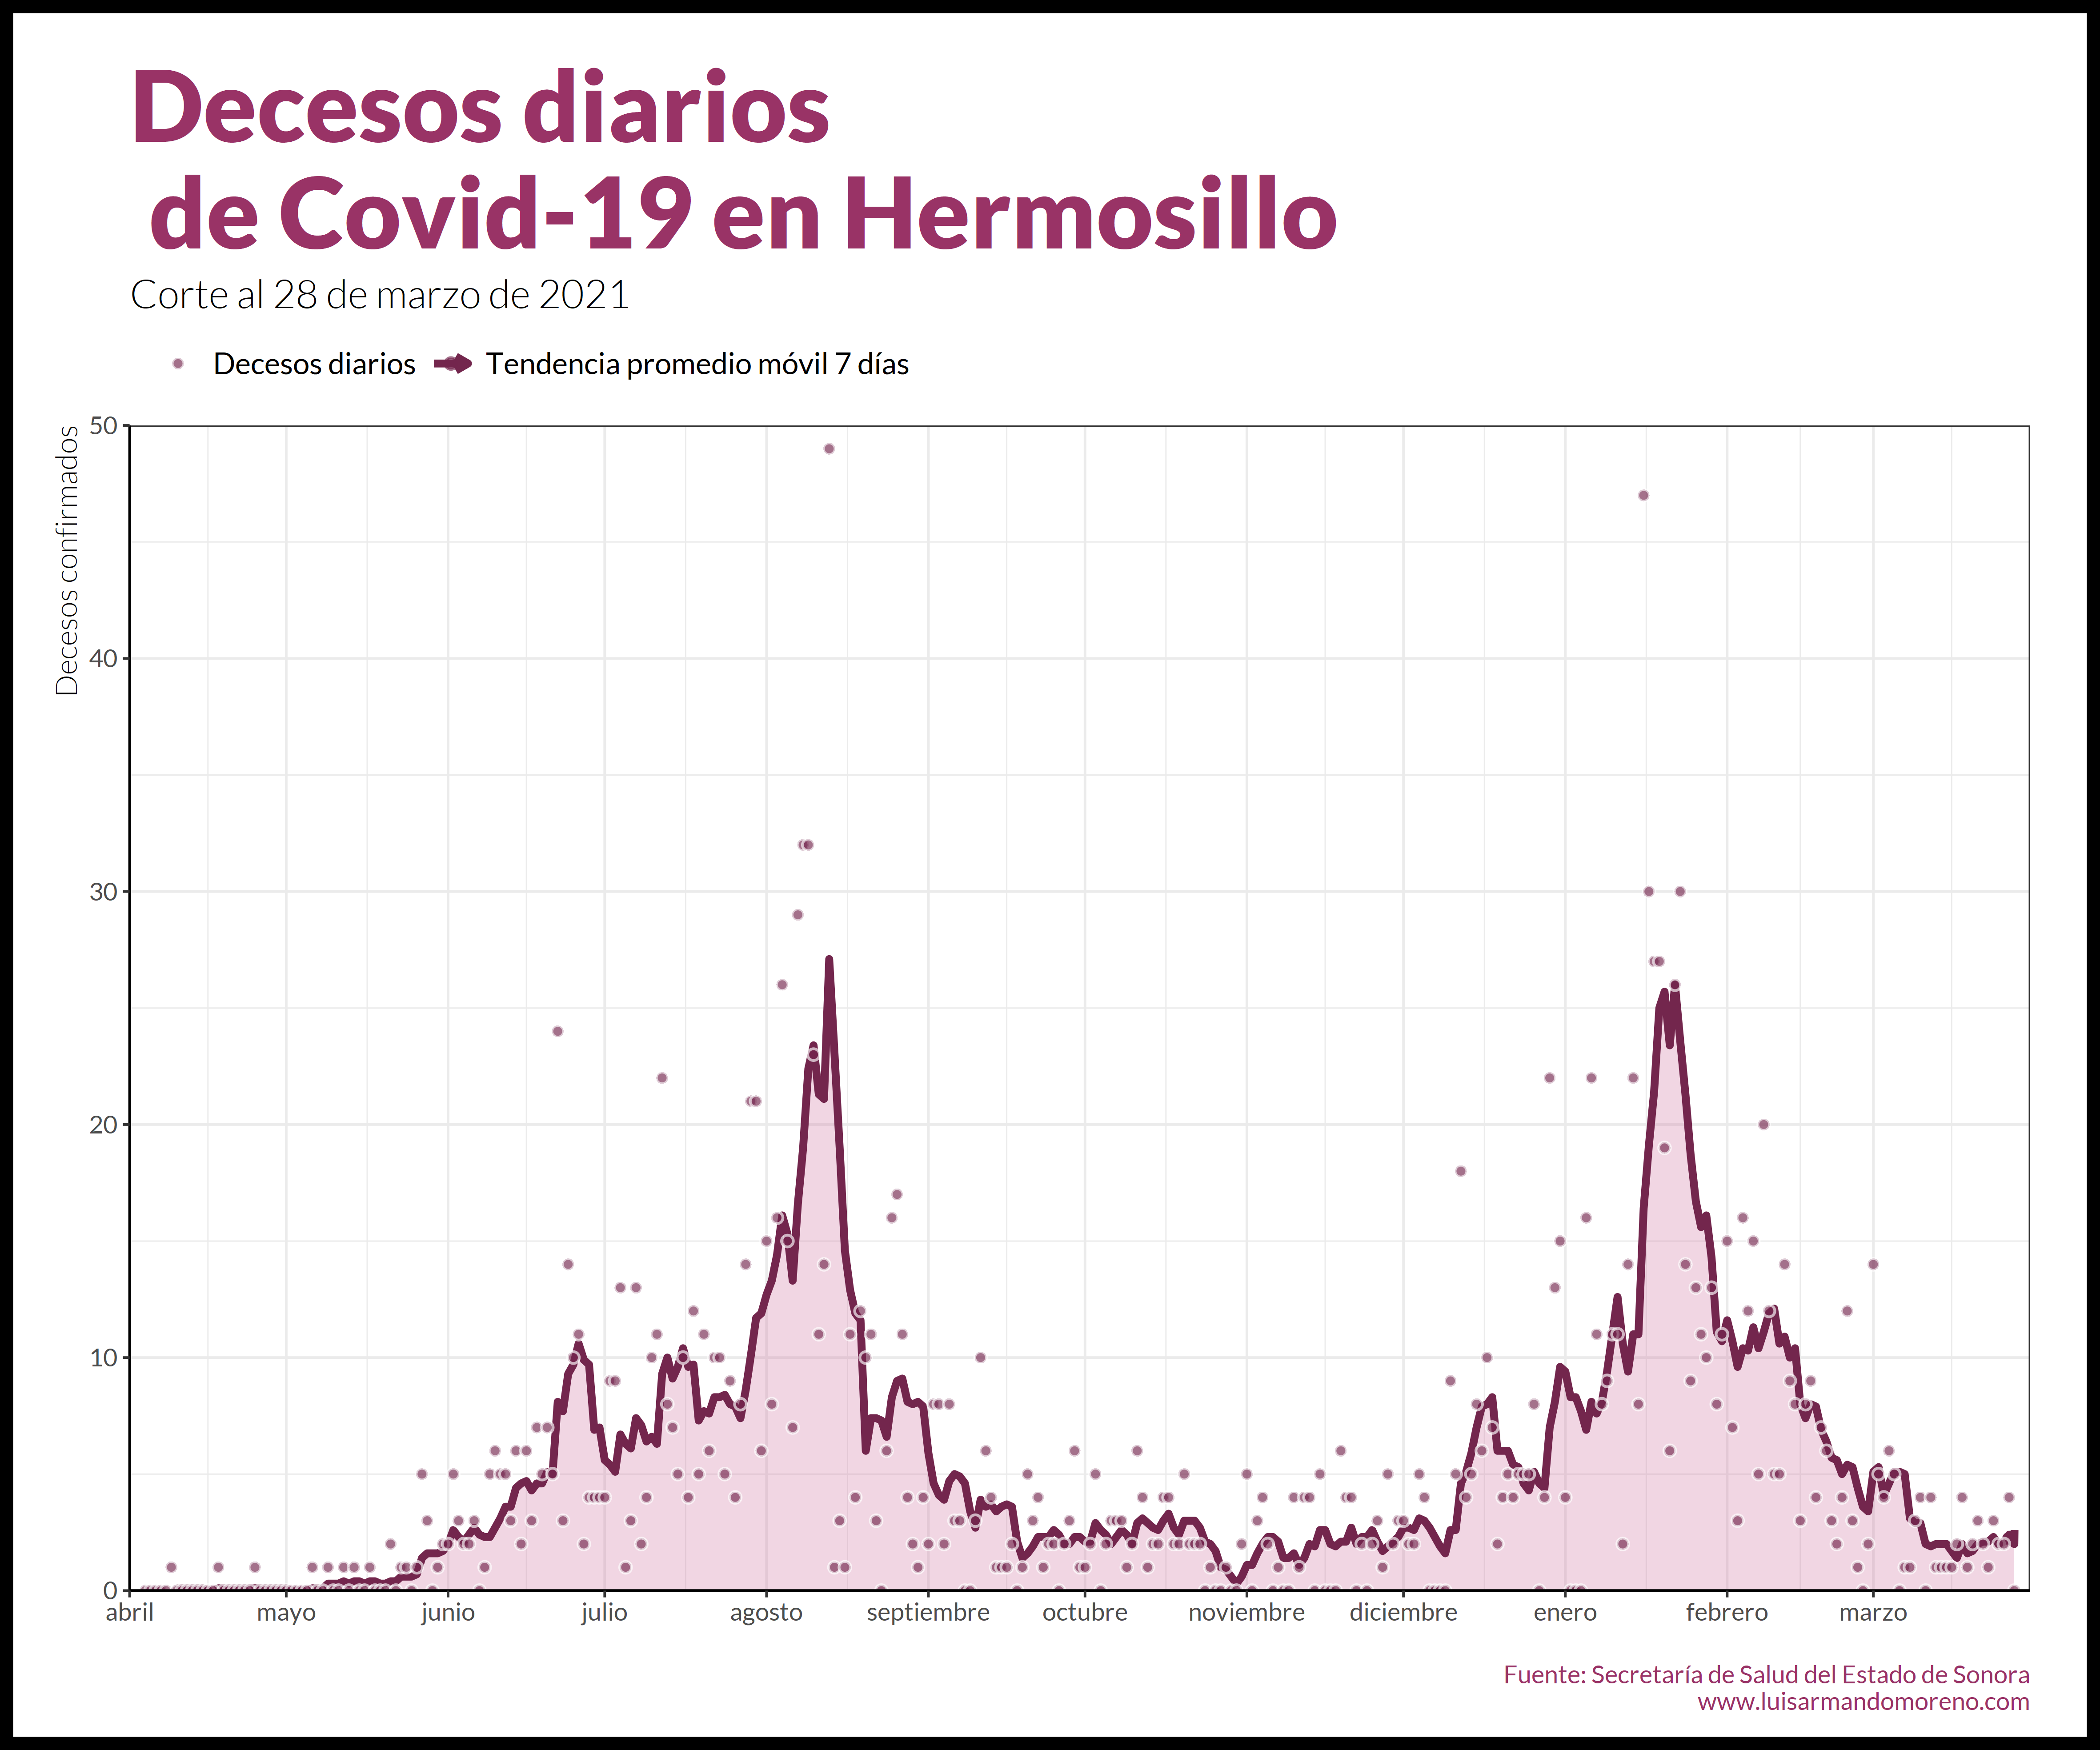 Decesos diarios
de Covid-19 en Hermosillo
Corte al 28 de marzo de 2021
Decesos diarios Tendencia promedio móvil 7 días
Decesos confirmados
50
40
30
20
10
0
abril mayo junio julio agosto septiembre octubre noviembre diciembre enero febrero marzo
Fuente: Secretaría de Salud del Estado de Sonora
www.luisarmandomoreno.com